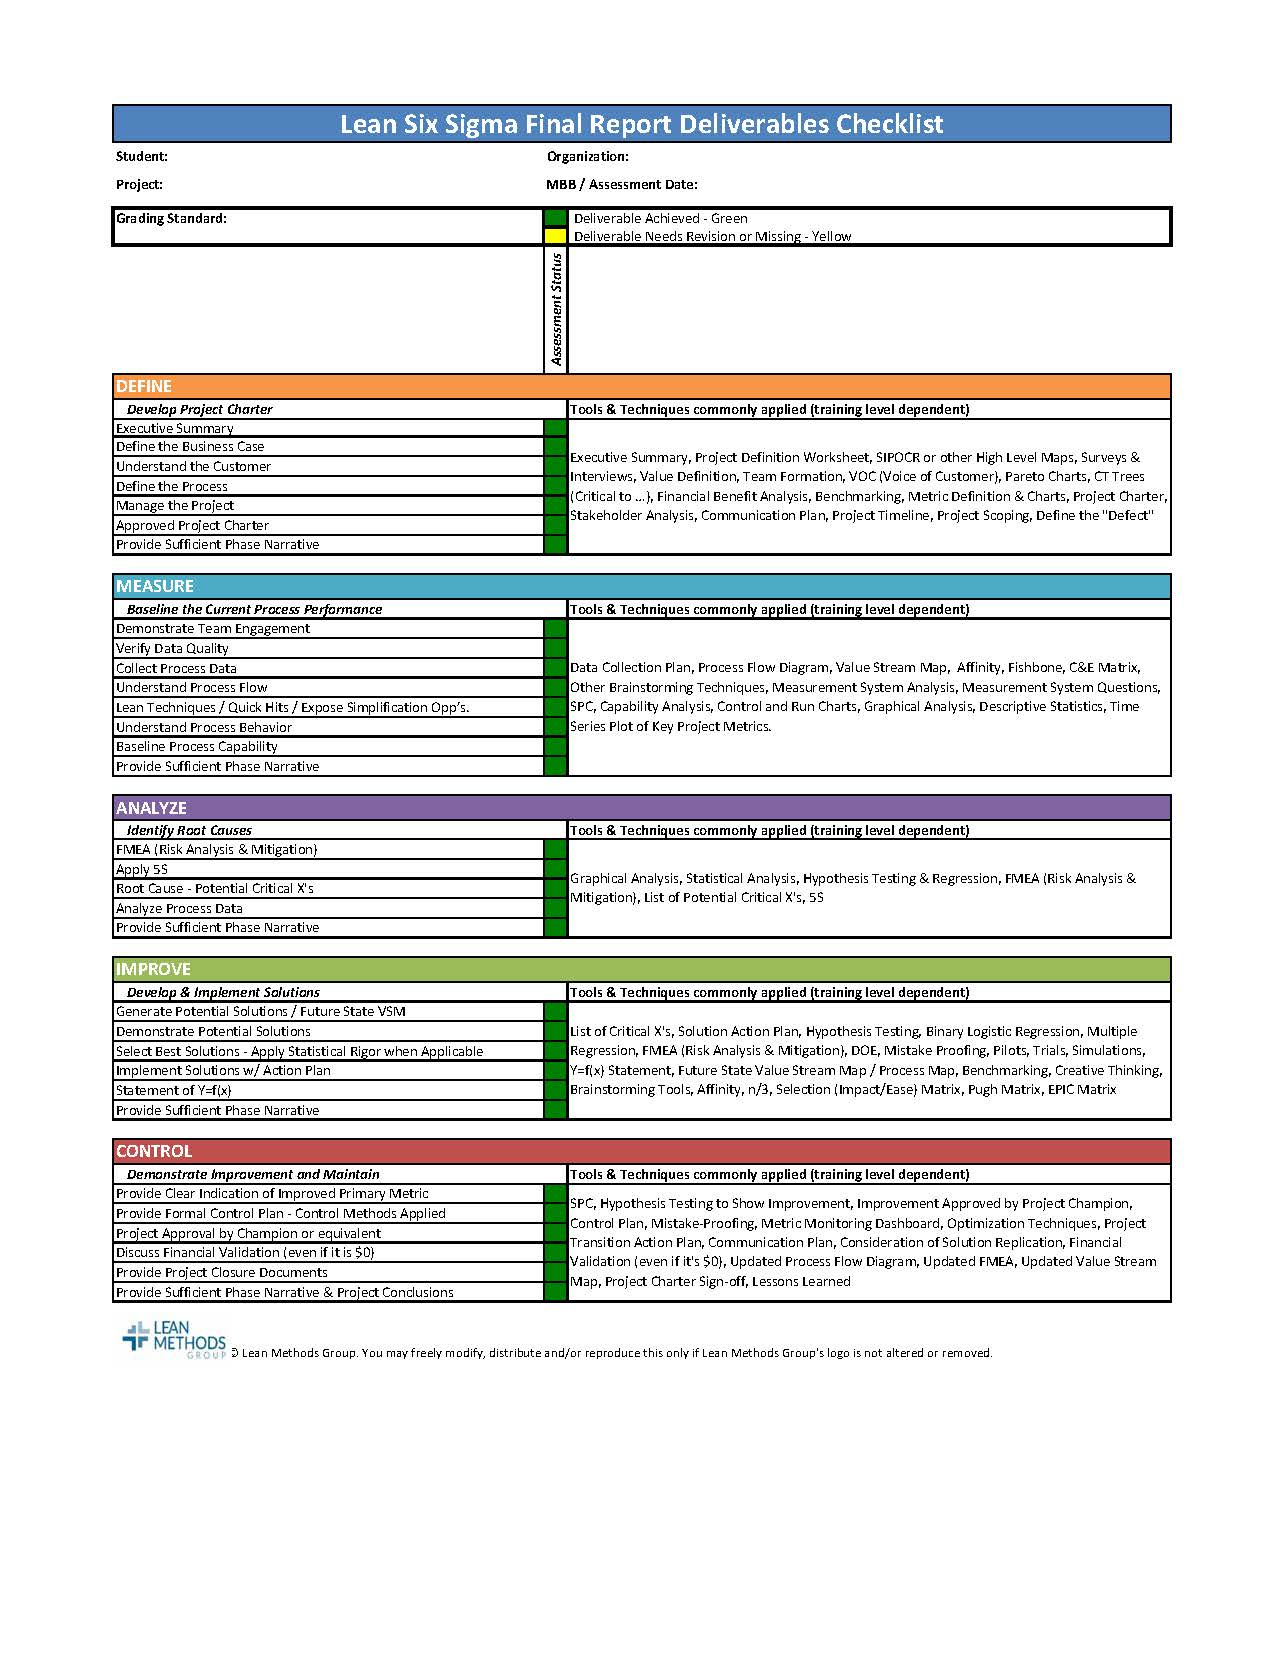 Lean Six Sigma Final Report Deliverables Checklist
Student:
Organization:
Project:
MBB / Assessment Date:
Grading Standard:
Deliverable Achieved - Green
Deliverable Needs Revision or Missing - Yellow
Assessment Status
DEFINE
Develop Project Charter
Tools & Techniques commonly applied (training level dependent)
Executive Summary
Define the Business Case
Understand the Customer
Define the Process
Manage the Project
Approved Project Charter
Provide Sufficient Phase Narrative
Executive Summary, Project Definition Worksheet, SIPOCR or other High Level Maps, Surveys &
Interviews, Value Definition, Team Formation, VOC (Voice of Customer), Pareto Charts, CT Trees
(Critical to ...), Financial Benefit Analysis, Benchmarking, Metric Definition & Charts, Project Charter,
Stakeholder Analysis, Communication Plan, Project Timeline, Project Scoping, Define the "Defect"
MEASURE
Baseline the Current Process Performance
Tools & Techniques commonly applied (training level dependent)
Demonstrate Team Engagement
Verify Data Quality
Collect Process Data
Understand Process Flow
Lean Techniques / Quick Hits / Expose Simplification Opp's.
Understand Process Behavior
Baseline Process Capability
Provide Sufficient Phase Narrative
Data Collection Plan, Process Flow Diagram, Value Stream Map, Affinity, Fishbone, C&E Matrix,
Other Brainstorming Techniques, Measurement System Analysis, Measurement System Questions,
SPC, Capability Analysis, Control and Run Charts, Graphical Analysis, Descriptive Statistics, Time
Series Plot of Key Project Metrics.
ANALYZE
Identify Root Causes
Tools & Techniques commonly applied (training level dependent)
FMEA (Risk Analysis & Mitigation)
Apply 5S
Root Cause - Potential Critical X's
Analyze Process Data
Provide Sufficient Phase Narrative
Graphical Analysis, Statistical Analysis, Hypothesis Testing & Regression, FMEA (Risk Analysis &
Mitigation), List of Potential Critical X's, 5S
IMPROVE
Develop & Implement Solutions
Tools & Techniques commonly applied (training level dependent)
Generate Potential Solutions / Future State VSM
Demonstrate Potential Solutions
Select Best Solutions - Apply Statistical Rigor when Applicable
Implement Solutions w/ Action Plan
Statement of Y=f(x)
Provide Sufficient Phase Narrative
List of Critical X's, Solution Action Plan, Hypothesis Testing, Binary Logistic Regression, Multiple
Regression, FMEA (Risk Analysis & Mitigation), DOE, Mistake Proofing, Pilots, Trials, Simulations,
Y=f(x) Statement, Future State Value Stream Map / Process Map, Benchmarking, Creative Thinking,
Brainstorming Tools, Affinity, n/3, Selection (Impact/Ease) Matrix, Pugh Matrix, EPIC Matrix
CONTROL
Demonstrate Improvement and Maintain
Tools & Techniques commonly applied (training level dependent)
Provide Clear Indication of Improved Primary Metric
Provide Formal Control Plan - Control Methods Applied
Project Approval by Champion or equivalent
Discuss Financial Validation (even if it is $0)
Provide Project Closure Documents
Provide Sufficient Phase Narrative & Project Conclusions
SPC, Hypothesis Testing to Show Improvement, Improvement Approved by Project Champion,
Control Plan, Mistake-Proofing, Metric Monitoring Dashboard, Optimization Techniques, Project
Transition Action Plan, Communication Plan, Consideration of Solution Replication, Financial
Validation (even if it's $0), Updated Process Flow Diagram, Updated FMEA, Updated Value Stream
Map, Project Charter Sign-off, Lessons Learned
LEAN
METHODS
GROUP
© Lean Methods Group. You may freely modify, distribute and/or reproduce this only if Lean Methods Group's logo is not altered or removed.